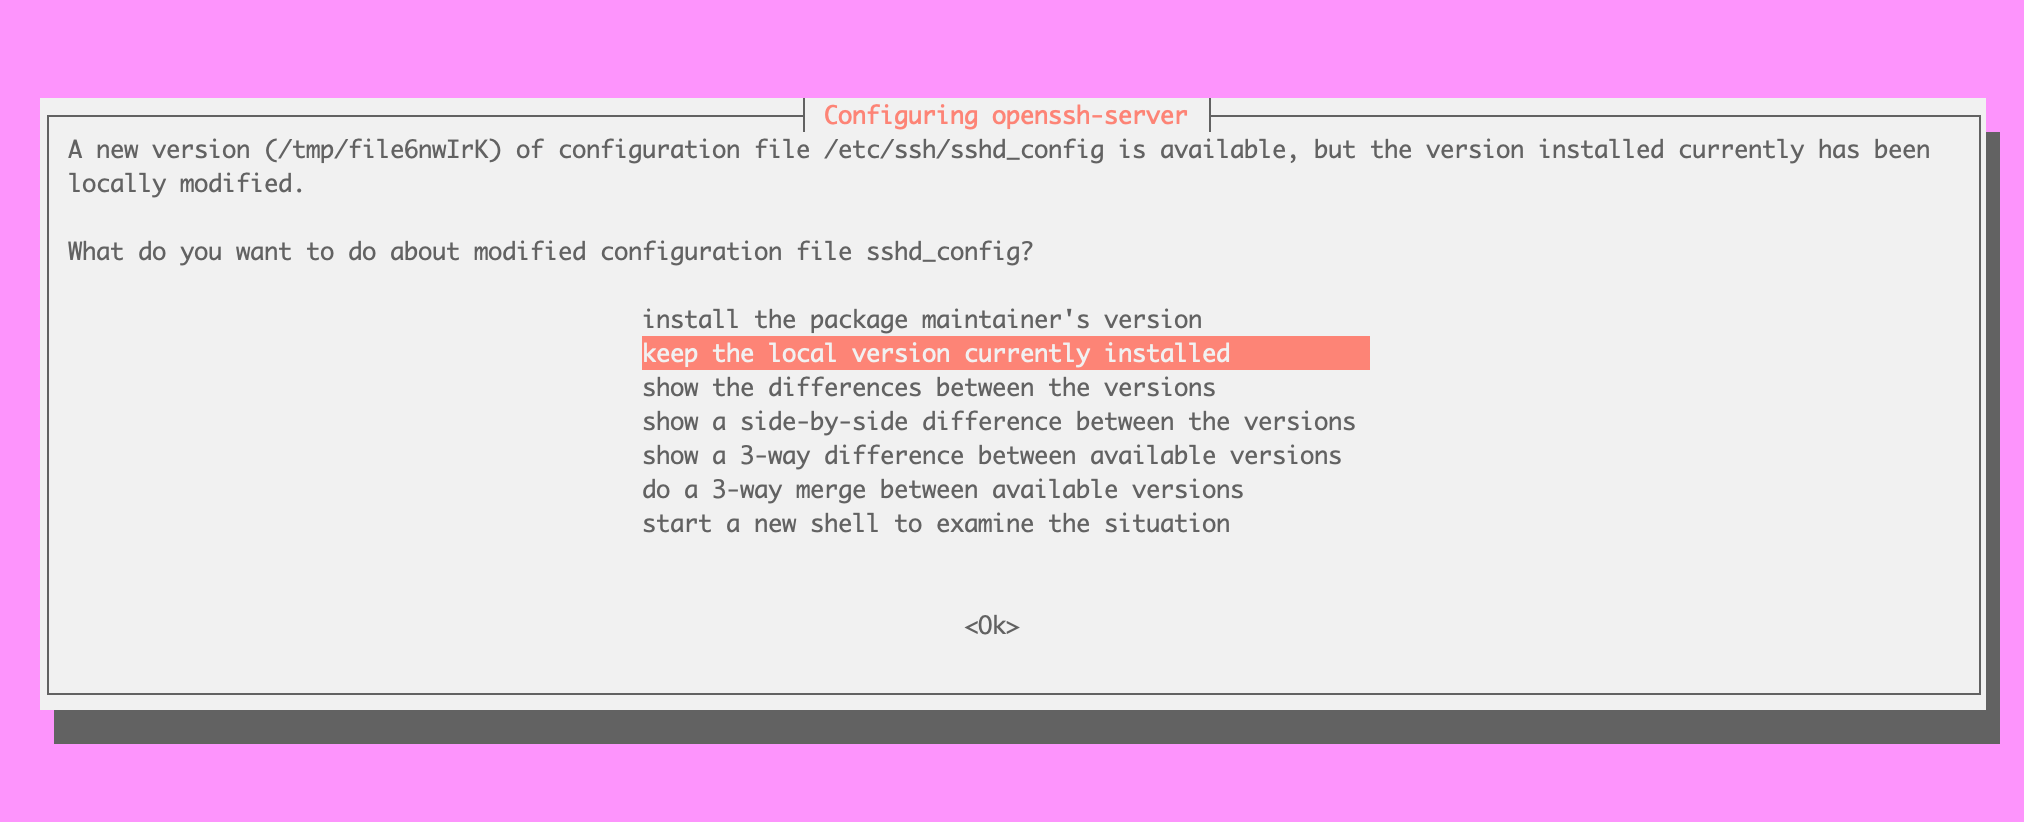 Configuring openssh-server
A new version (/tmp/file6nwIrK) of configuration file /etc/ssh/sshd_config is available, but the version installed currently has been
locally modified.
What do you want to do about modified configuration file sshd_config?
install the package maintainer's version
keep the local version currently installed
show the differences between the versions
show a side-by-side difference between the versions
show a 3-way difference between available versions
do a 3-way merge between available versions
start a new shell to examine the situation
<Ok>